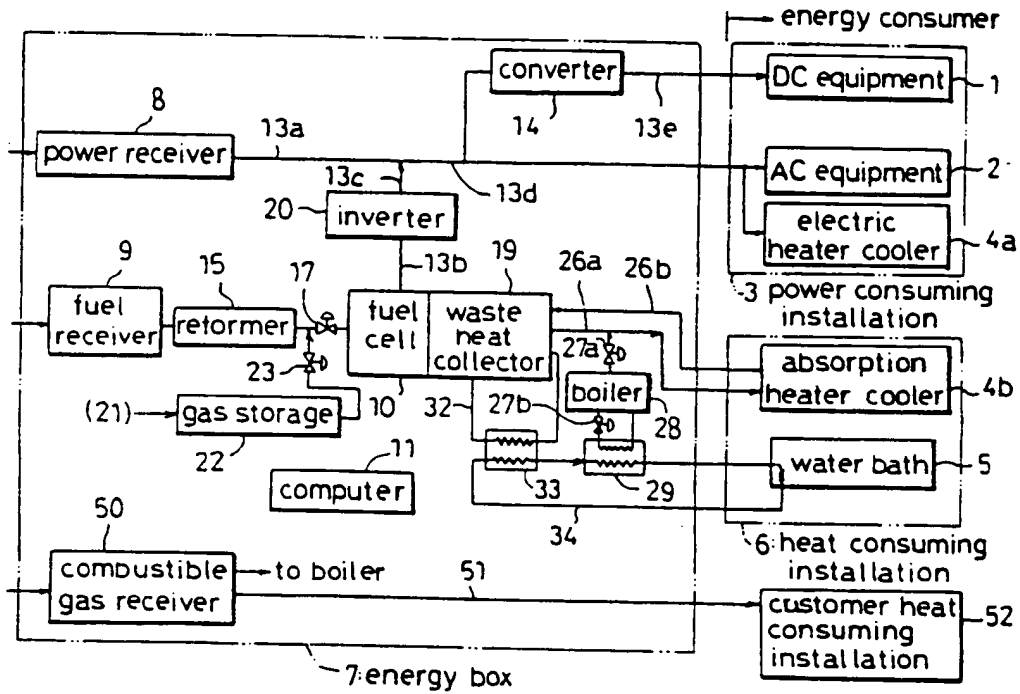 energy consumer
converter
DC equipment
1
8
13a
14
13e
power receiver
13c
AC equipment
2
20
inverter
13d
electric
heater cooler
4a
9
15
17
13b
19
26a
26b
3 power consuming
installation
fuel
receiver
retormer
fuel
cell
waste
neat
collector
27a
absorption
heater cooler
4b
23
(21)
gas storage
10
32
27b
boiler
28
22
11
computer
33
29
water bath
5
34
6:heat consuming
installation
50
combustible
gas receiver
to boiler
51
customer heat
consuming
installation
52
7:energy box